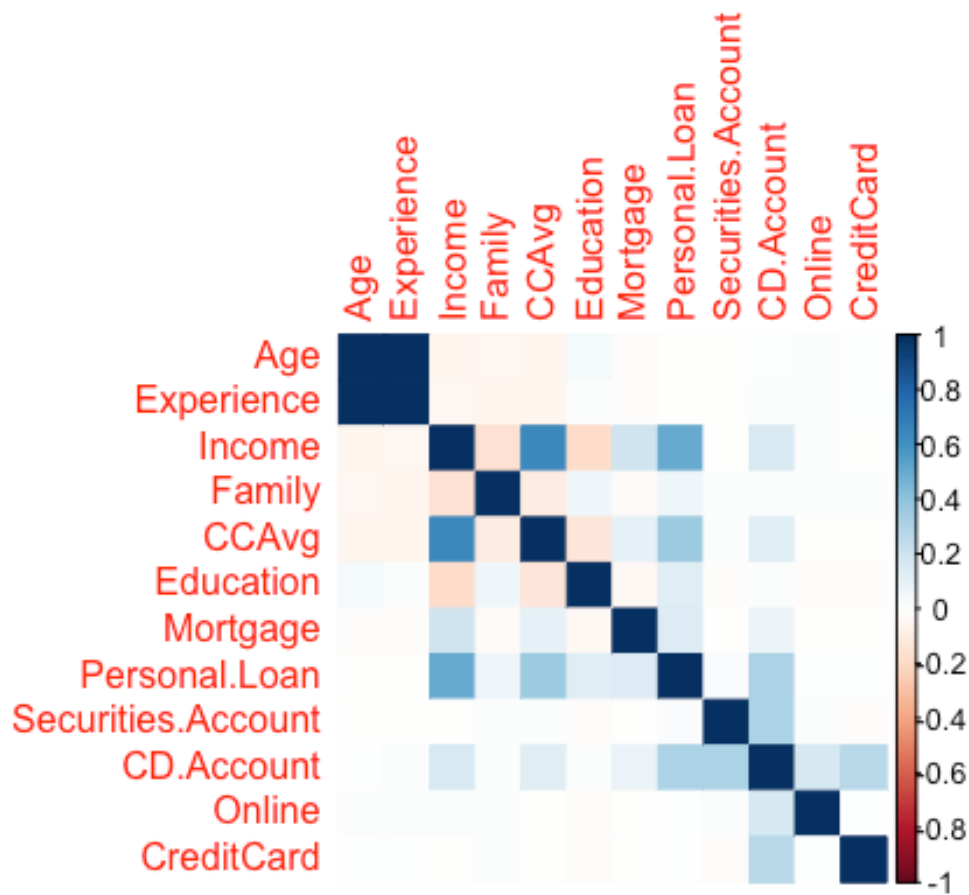 Age
Experience
Income
Family
CCAvg
Education
Mortgage
Personal.Loan
Securities.Account
CD.Account
Online
CreditCard
Age
Experience
Income
Family
CCAvg
Education
Mortgage
Personal.Loan
Securities.Account
CD.Account
Online
CreditCard
1
0.8
0.6
0.4
0.2
0
-0.2
-0.4
-0.6
-0.8
-1